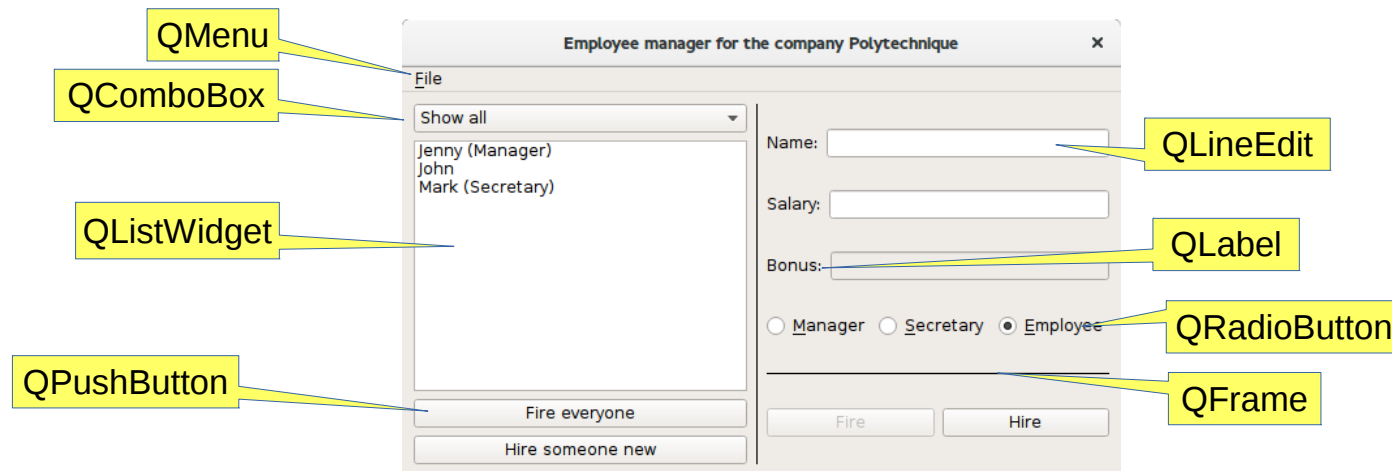 QMenu
Employee manager for the company Polytechnique
File
QComboBox
Show all
Jenny (Manager)
John
Mark (Secretary)
Name:
QLineEdit
Salary:
QListWidget
QLabel
Bonus:
Manager
Secretary
Employee
QRadioButton
QPushButton
QFrame
Fire everyone
Hire someone new
Fire
Hire